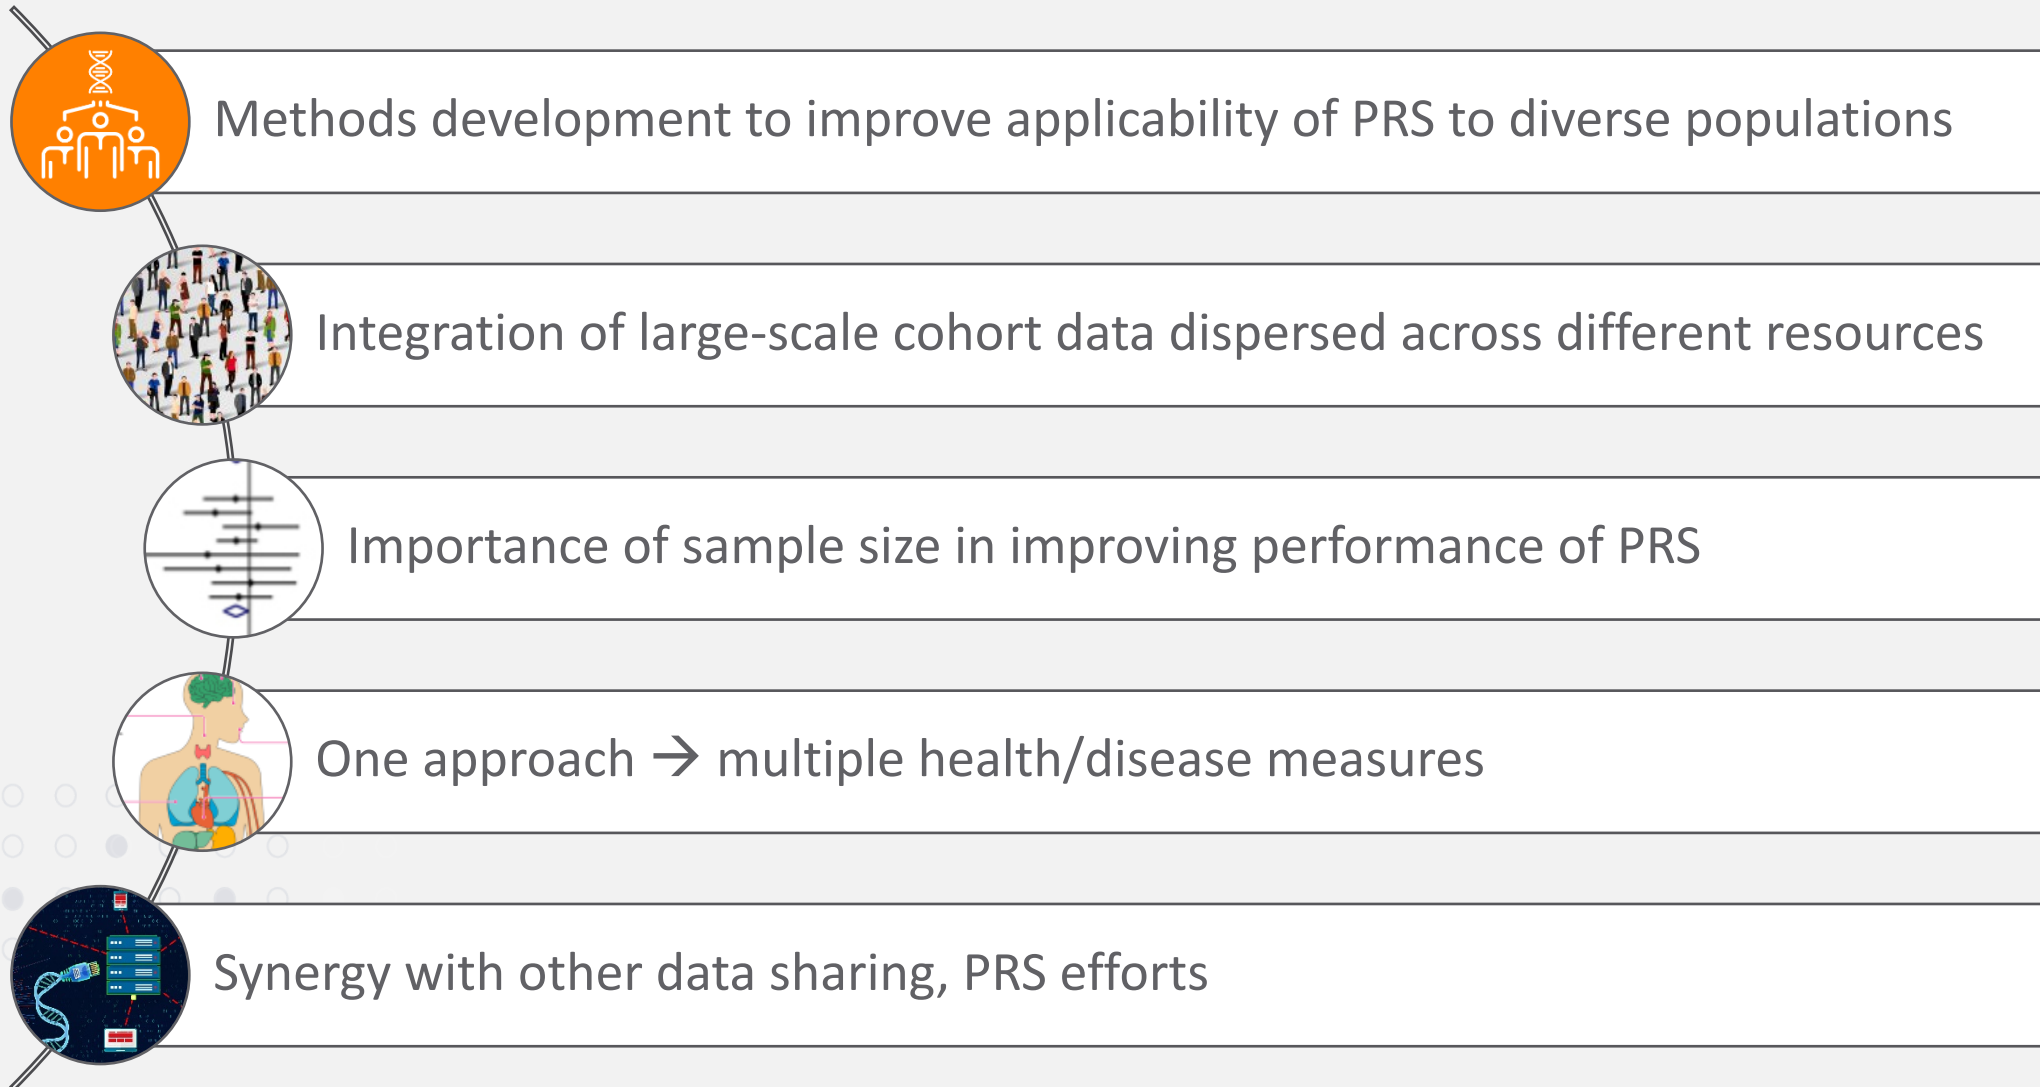 Methods development to improve applicability of PRS to diverse populations
Integration of large-scale cohort data dispersed across different resources
Importance of sample size in improving performance of PRS
One approach → multiple health/disease measures
Synergy with other data sharing, PRS efforts